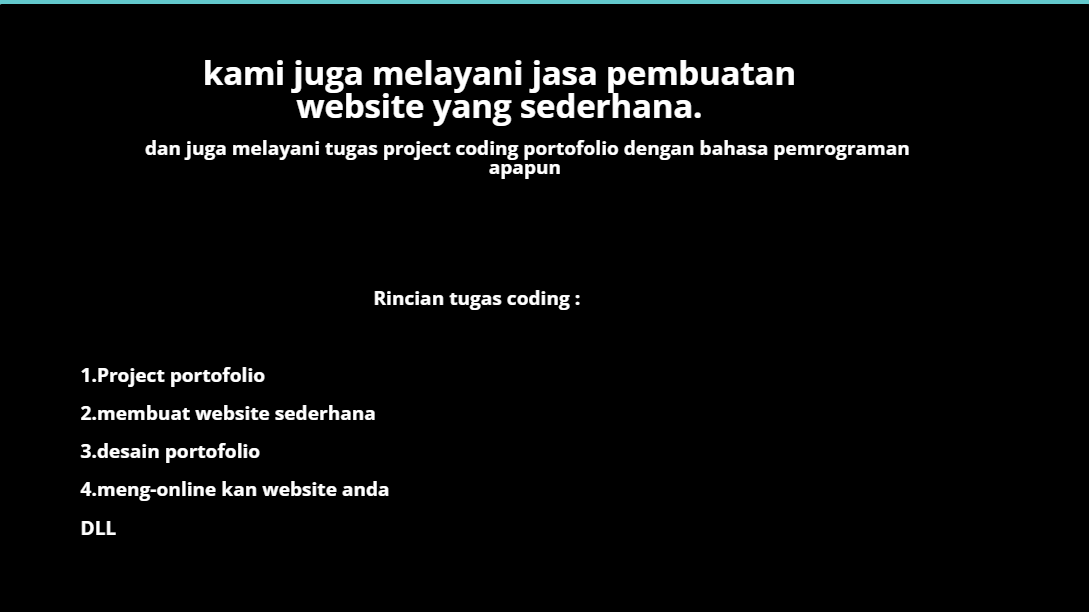 kami juga melayani jasa pembuatan
website yang sederhana.
dan juga melayani tugas project coding portofolio dengan bahasa pemrograman
apapun
Rincian tugas coding :
1.Project portofolio
2.membuat website sederhana
3.desain portofolio
4.meng-online kan website anda
DLL